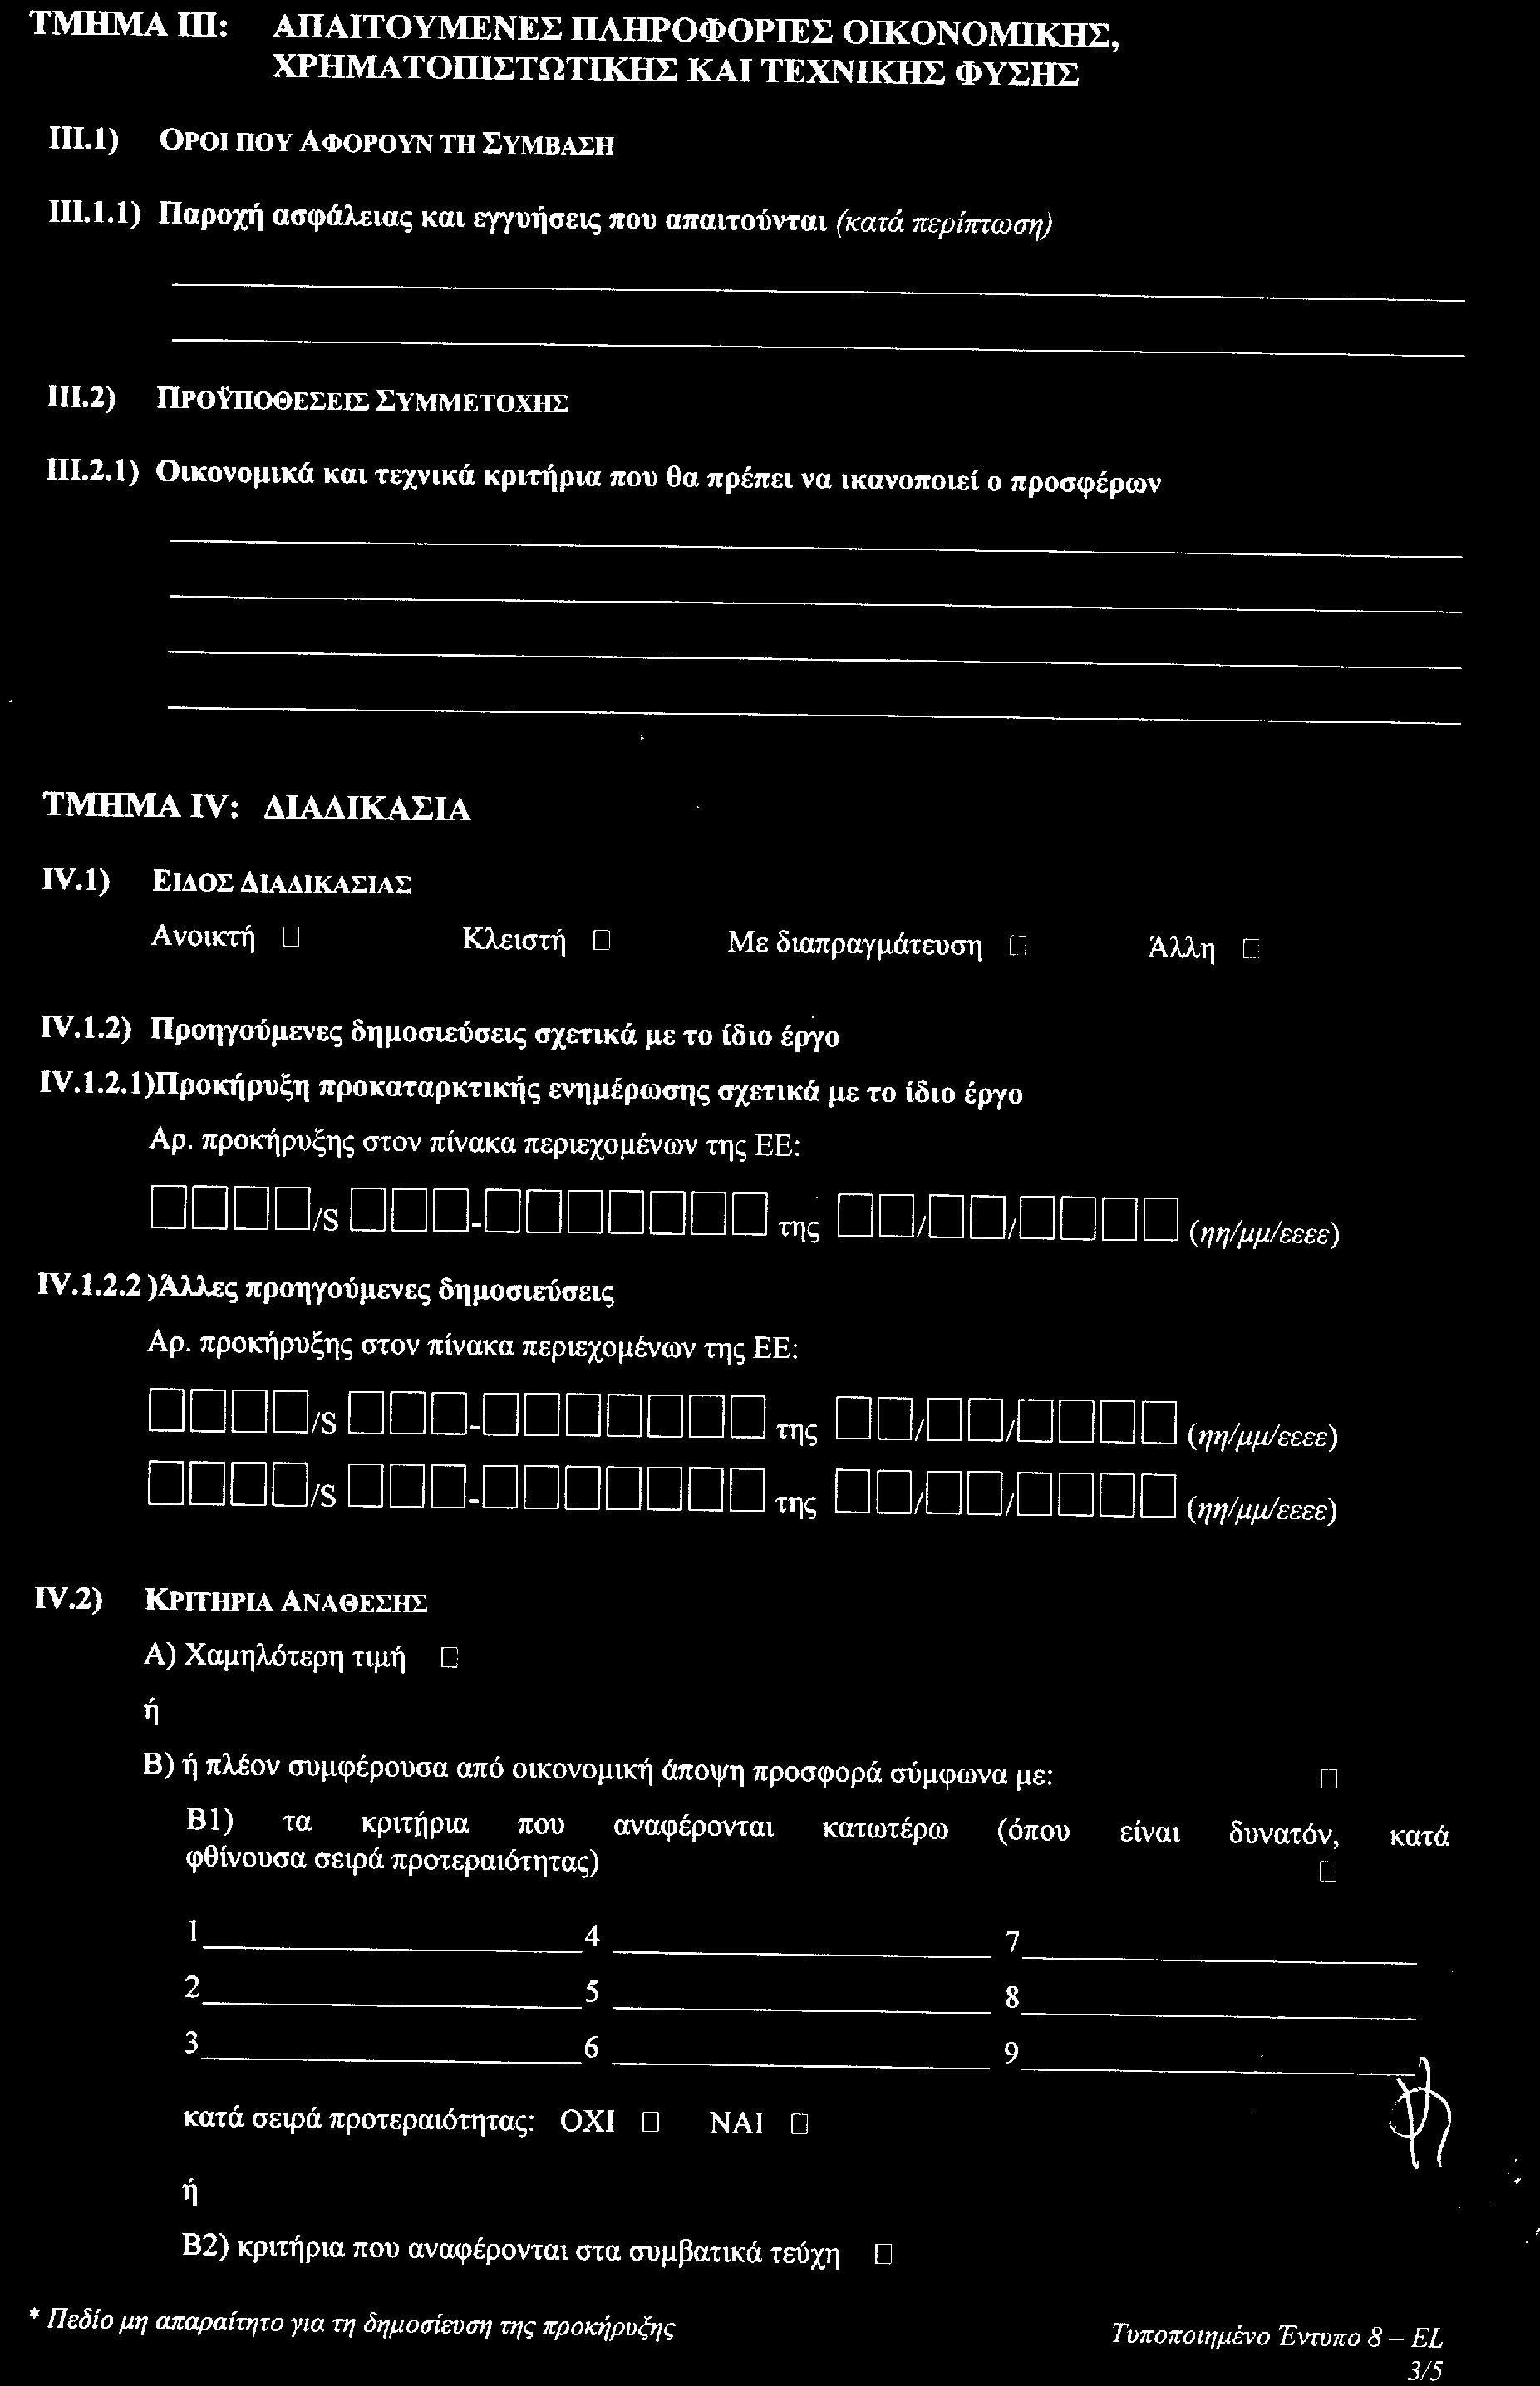 ΤΜΗΜΑ III: ΑΠΑΙΤΟΥΜΕΝΕΣ ΠΛΗΡΟΦΟΡΙΕΣ ΟΙΚΟΝΟΜΙΚΗΣ,
ΧΡΗΜΑΤΟΠΙΣΤΩΤΙΚΗΣ ΚΑΙ ΤΕΧΝΙΚΗΣ ΦΥΣΗΣ
III.1) ΟΡΟΙ ΠΟΥ ΑΦΟΡΟΥΝ ΤΗ ΣΥΜΒΑΣΗ
III.1.1) Παροχή ασφάλειας και εγγυήσεις που απαιτούνται (κατά περίπτωση)
III.2) ΠΡΟΫΠΟΘΕΣΕΙΣ ΣΥΜΜΕΤΟΧΗΣ
III.2.1) Οικονομικά και τεχνικά κριτήρια που θα πρέπει να ικανοποιεί ο προσφέρων
ΤΜΗΜΑ IV: ΔΙΑΔΙΚΑΣΙΑ
IV.1) ΕΙΔΟΣ ΔΙΑΔΙΚΑΣΙΑΣ
Ανοικτή □ Κλειστή □ Με διαπραγμάτευση □ Άλλη □
IV.1.2) Προηγούμενες δημοσιεύσεις σχετικά με το ίδιο έργο
IV.1.2.1)Προκήρυξη προκαταρκτικής ενημέρωσης σχετικά με το ίδιο έργο
Αρ. προκήρυξης στον πίνακα περιεχομένων της ΕΕ:
□□□□/S □□□-□□□□□□□ της □□/□□/□□□□ (ηη/μμ/εεεε)
IV.1.2.2 )Άλλες προηγούμενες δημοσιεύσεις
Αρ. προκήρυξης στον πίνακα περιεχομένων της ΕΕ:
□□□□/S □□□-□□□□□□□ της □□/□□/□□□□ (ηη/μμ/εεεε)
□□□□/S □□□-□□□□□□□ της □□/□□/□□□□ (ηη/μμ/εεεε)
IV.2) ΚΡΙΤΗΡΙΑ ΑΝΑΘΕΣΗΣ
Α) Χαμηλότερη τιμή □
ή
Β) ή πλέον συμφέρουσα από οικονομική άποψη προσφορά σύμφωνα με: □
Β1) τα κριτήρια που αναφέρονται κατωτέρω (όπου είναι δυνατόν, κατά
φθίνουσα σειρά προτεραιότητας) □
1 4 7
2 5 8
3 6 9
κατά σειρά προτεραιότητας: ΟΧΙ □ ΝΑΙ □
ή
Β2) κριτήρια που αναφέρονται στα συμβατικά τεύχη □
* Πεδίο μη απαραίτητο για τη δημοσίευση της προκήρυξης
Τυποποιημένο Έντυπο 8 – EL
3/5